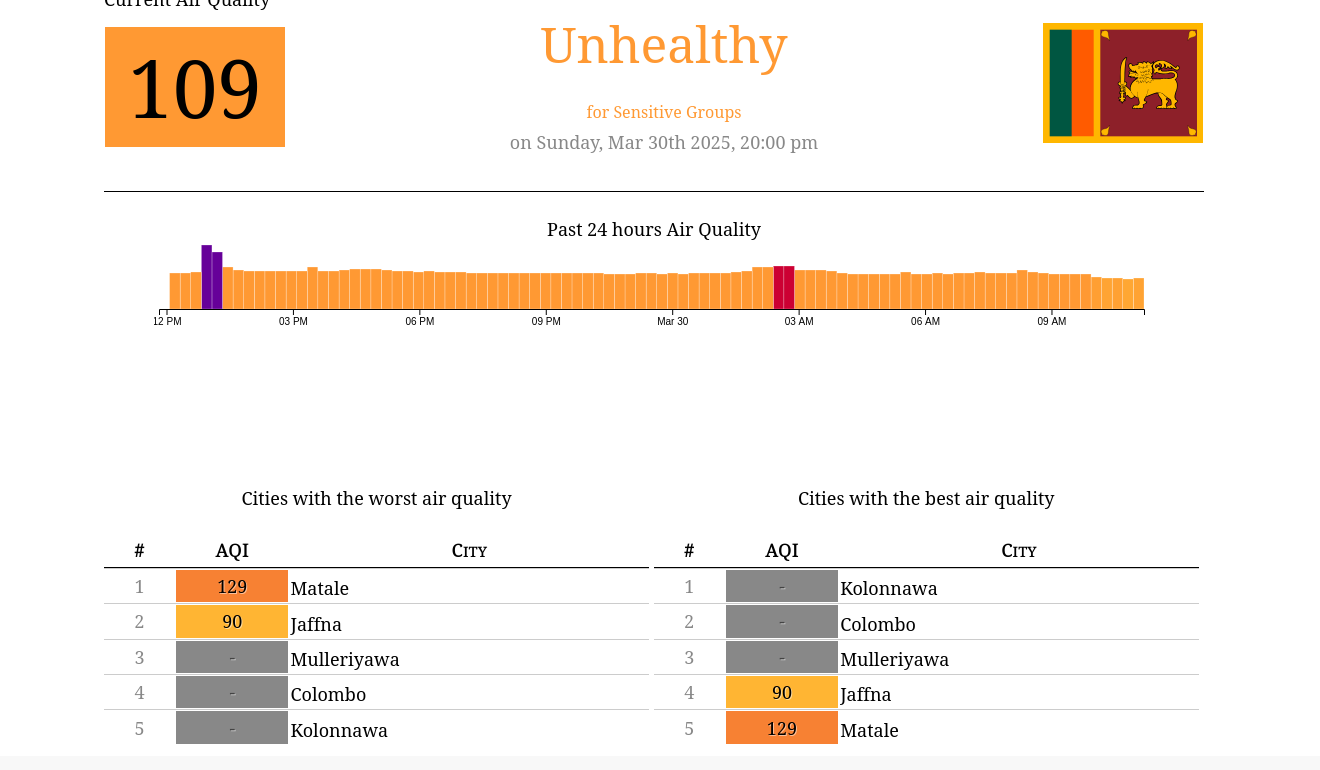 Current Air Quality
109
Unhealthy
for Sensitive Groups
on Sunday, Mar 30th 2025, 20:00 pm
Past 24 hours Air Quality
12 PM 03 PM 06 PM 09 PM Mar 30 03 AM 06 AM 09 AM
Cities with the worst air quality
# AQI City
1 129 Matale
2 90 Jaffna
3 - Mulleriyawa
4 - Colombo
5 - Kolonnawa
Cities with the best air quality
# AQI City
1 - Kolonnawa
2 - Colombo
3 - Mulleriyawa
4 90 Jaffna
5 129 Matale